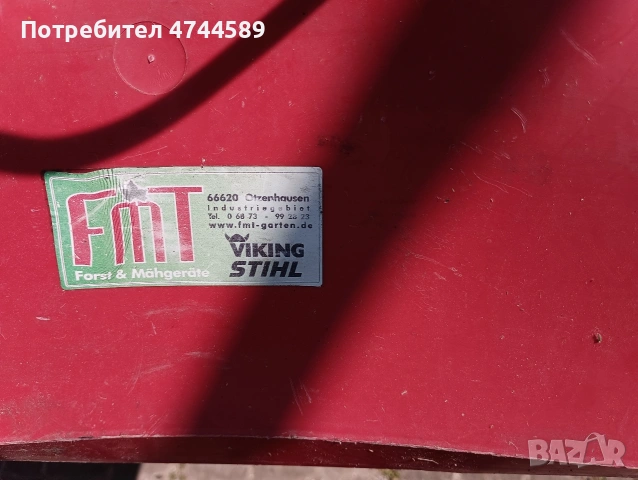 Потребител 4744589
FMT
Forst & Mähgeräte
66620 Otzenhausen
Industriegebiet
Tel. 0 68 73 - 99 28 23
www.fmt-garten.de
VIKING
STIHL
BAZAR